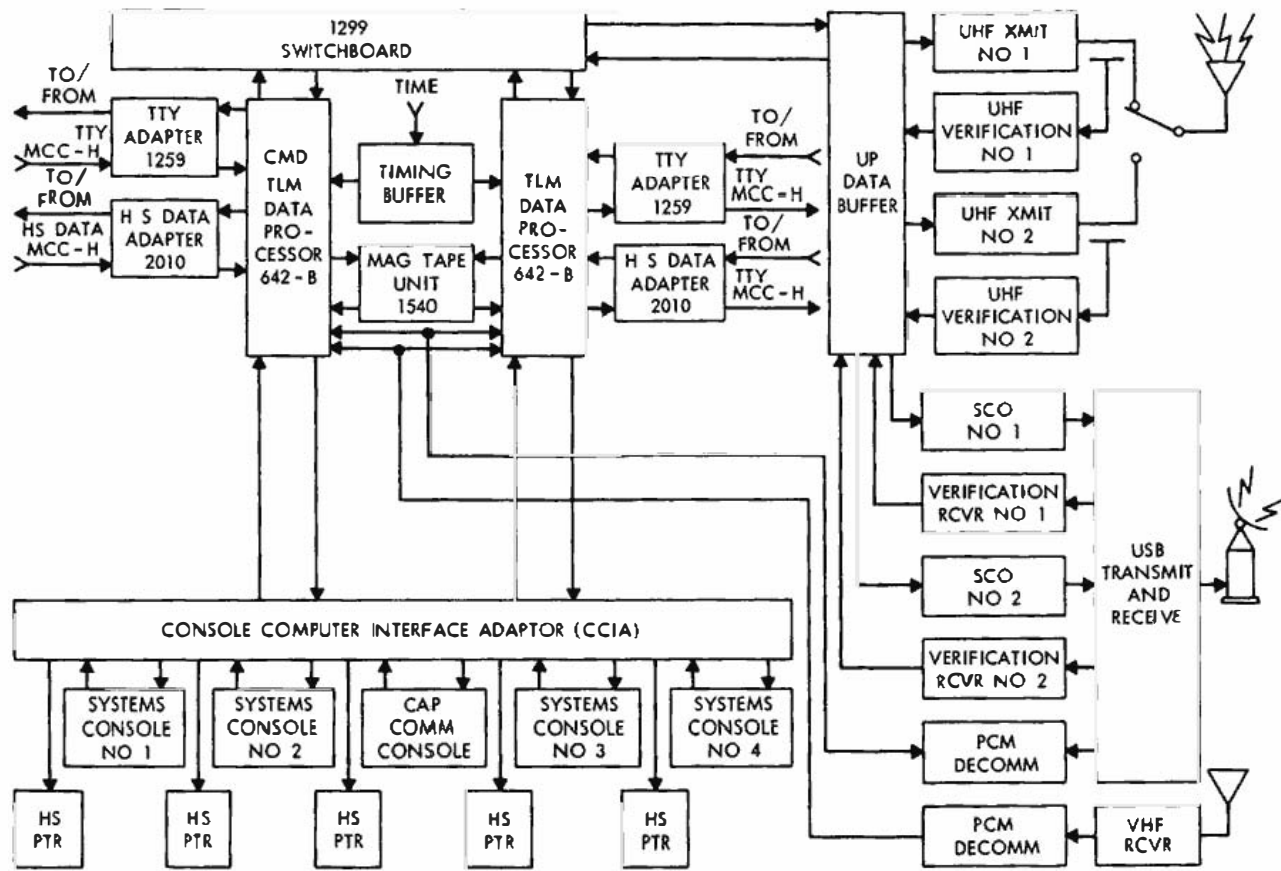 1299
SWITCHBOARD
TO/
FROM
TTY
MCC-H
TO/
FROM
HS DATA
MCC-H
TTY
ADAPTER
1259
H S DATA
ADAPTER
2010
CMD
TLM
DATA
PRO-
CESSOR
642-B
TIME
TIMING
BUFFER
MAG TAPE
UNIT
1540
TLM
DATA
PRO-
CESSOR
642-B
TTY
ADAPTER
1259
H S DATA
ADAPTER
2010
TO/
FROM
TTY
MCC-H
TO/
FROM
TTY
MCC-H
UP
DATA
BUFFER
UHF XMIT
NO 1
UHF
VERIFICATION
NO 1
UHF XMIT
NO 2
UHF
VERIFICATION
NO 2
SCO
NO 1
VERIFICATION
RCVR NO 1
SCO
NO 2
VERIFICATION
RCVR NO 2
PCM
DECOMM
PCM
DECOMM
USB
TRANSMIT
AND
RECEIVE
VHF
RCVR
CONSOLE COMPUTER INTERFACE ADAPTOR (CCIA)
SYSTEMS
CONSOLE
NO 1
SYSTEMS
CONSOLE
NO 2
CAP
COMM
CONSOLE
SYSTEMS
CONSOLE
NO 3
SYSTEMS
CONSOLE
NO 4
HS
PTR
HS
PTR
HS
PTR
HS
PTR
HS
PTR